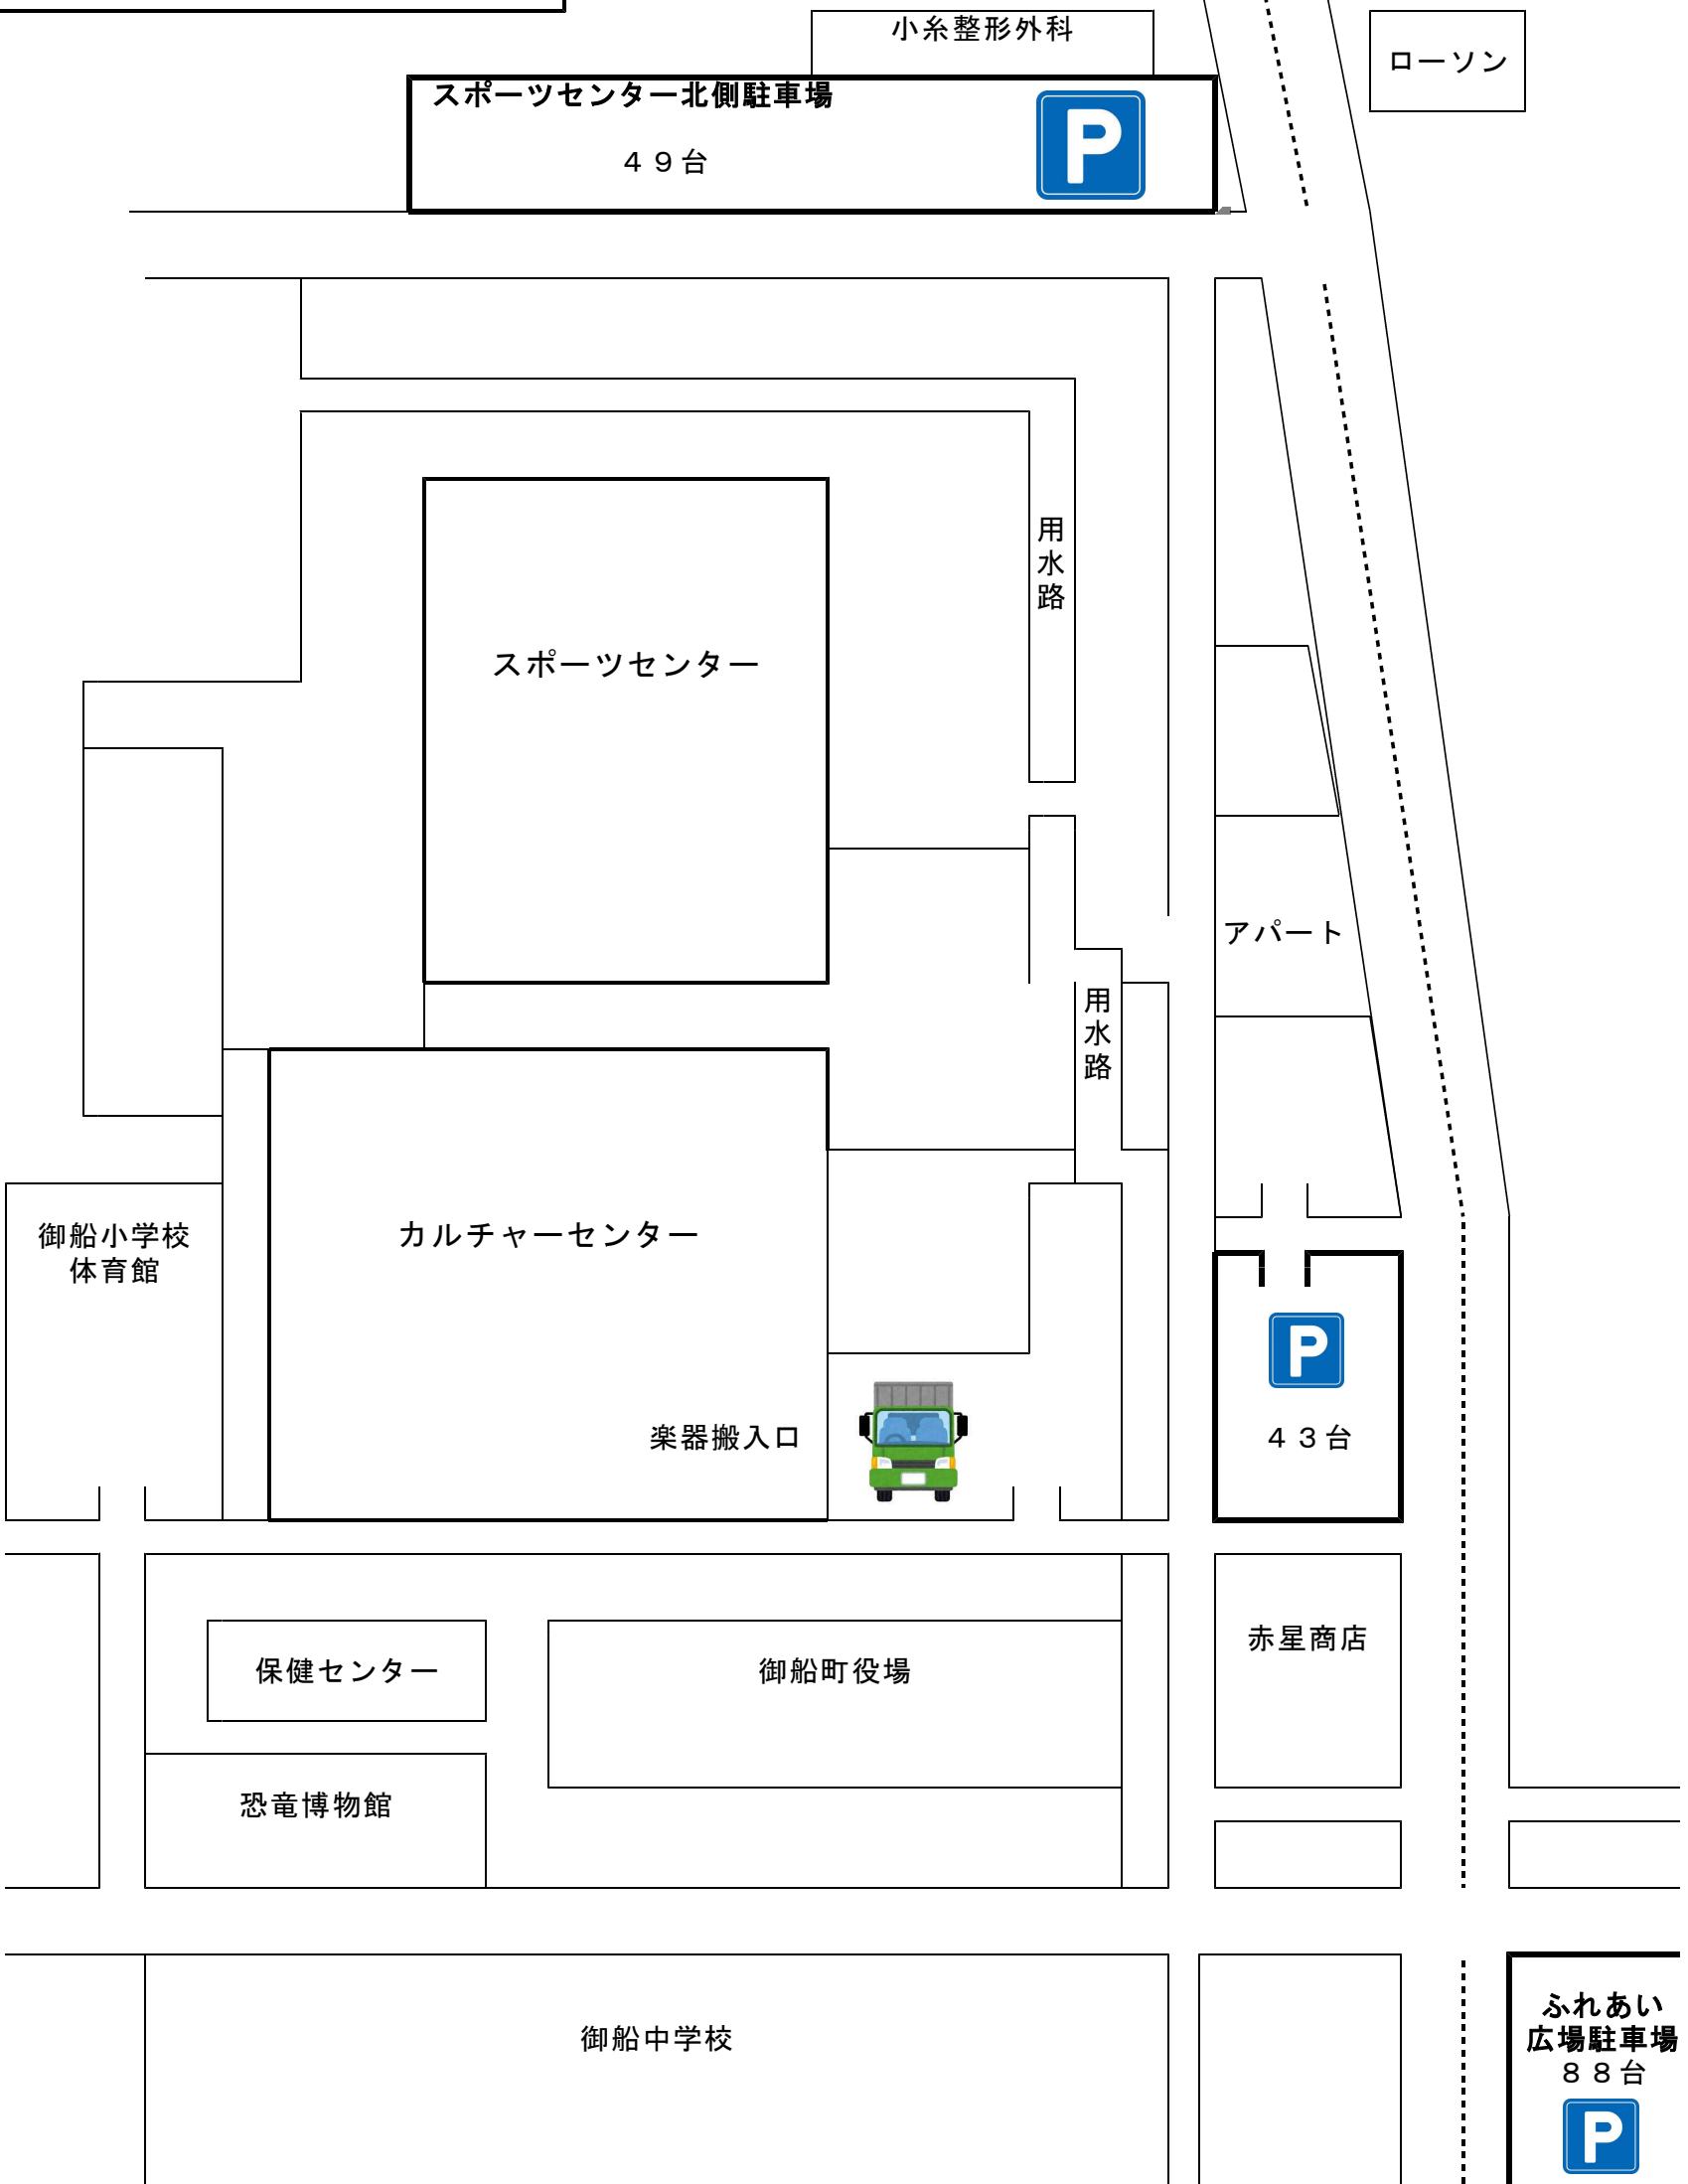 小糸整形外科
ローソン
スポーツセンター北側駐車場
４９台
P
用水路
スポーツセンター
アパート
用水路
御船小学校
体育館
カルチャーセンター
P
４３台
楽器搬入口
赤星商店
保健センター
御船町役場
恐竜博物館
ふれあい
広場駐車場
８８台
P
御船中学校